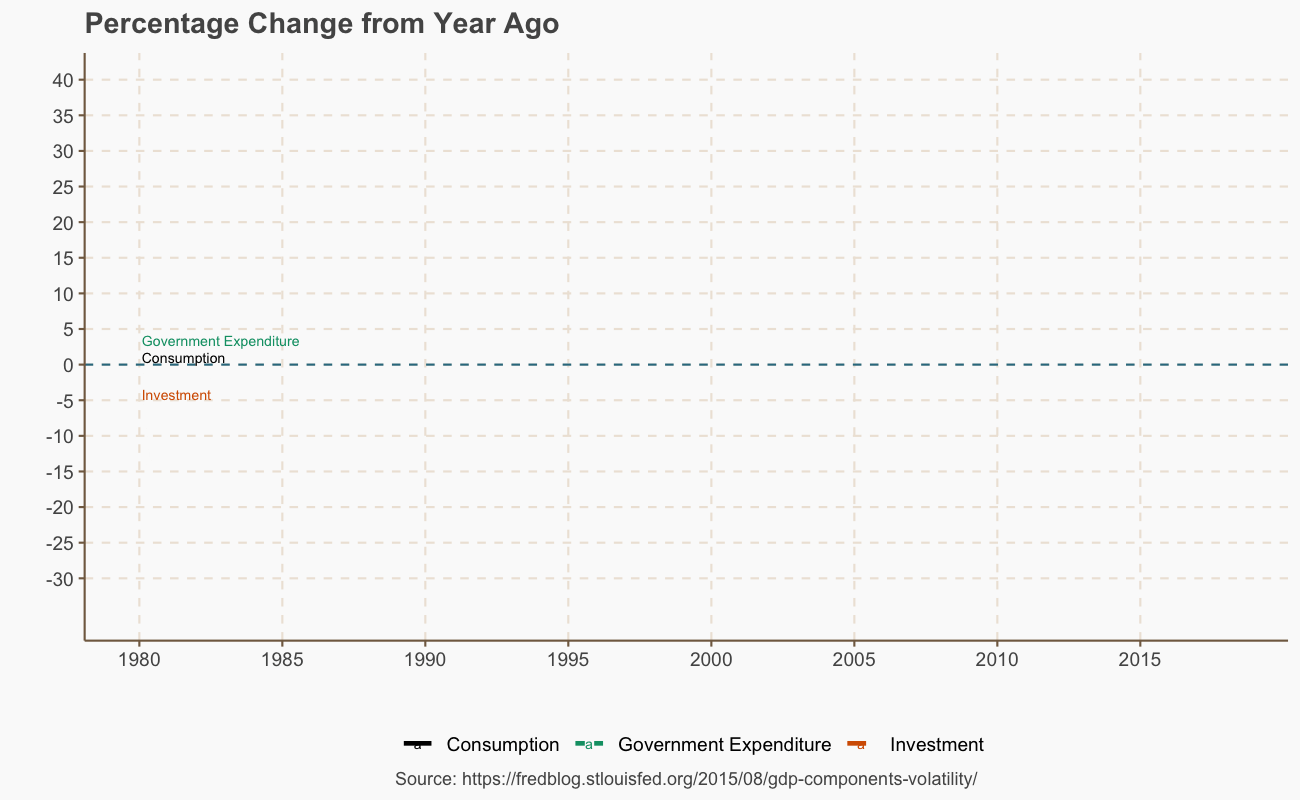 Percentage Change from Year Ago
40
35
30
25
20
15
10
5
Government Expenditure
Consumption
0
Investment
-5
-10
-15
-20
-25
-30
1980 1985 1990 1995 2000 2005 2010 2015
a Consumption a Government Expenditure a Investment
Source: https://fredblog.stlouisfed.org/2015/08/gdp-components-volatility/